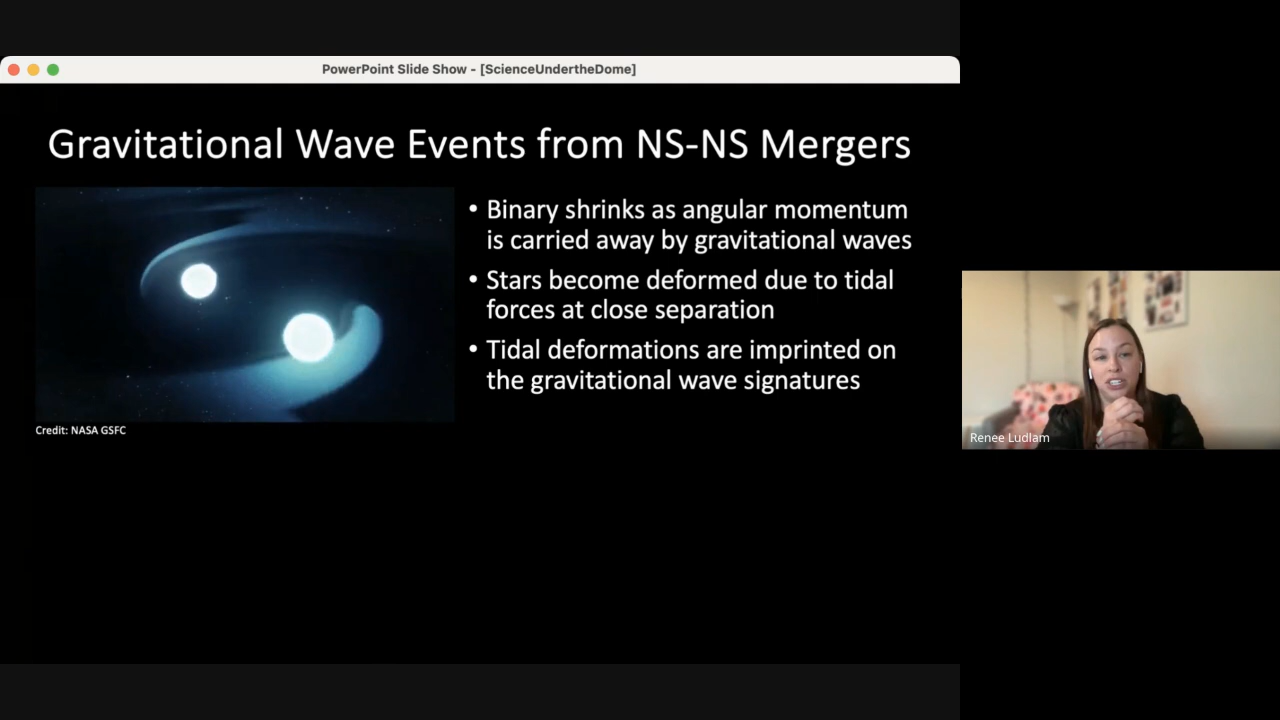 PowerPoint Slide Show - [ScienceUndertheDome]
Gravitational Wave Events from NS-NS Mergers
• Binary shrinks as angular momentum
is carried away by gravitational waves
• Stars become deformed due to tidal
forces at close separation
• Tidal deformations are imprinted on
the gravitational wave signatures
Credit: NASA GSFC
Renee Ludlam